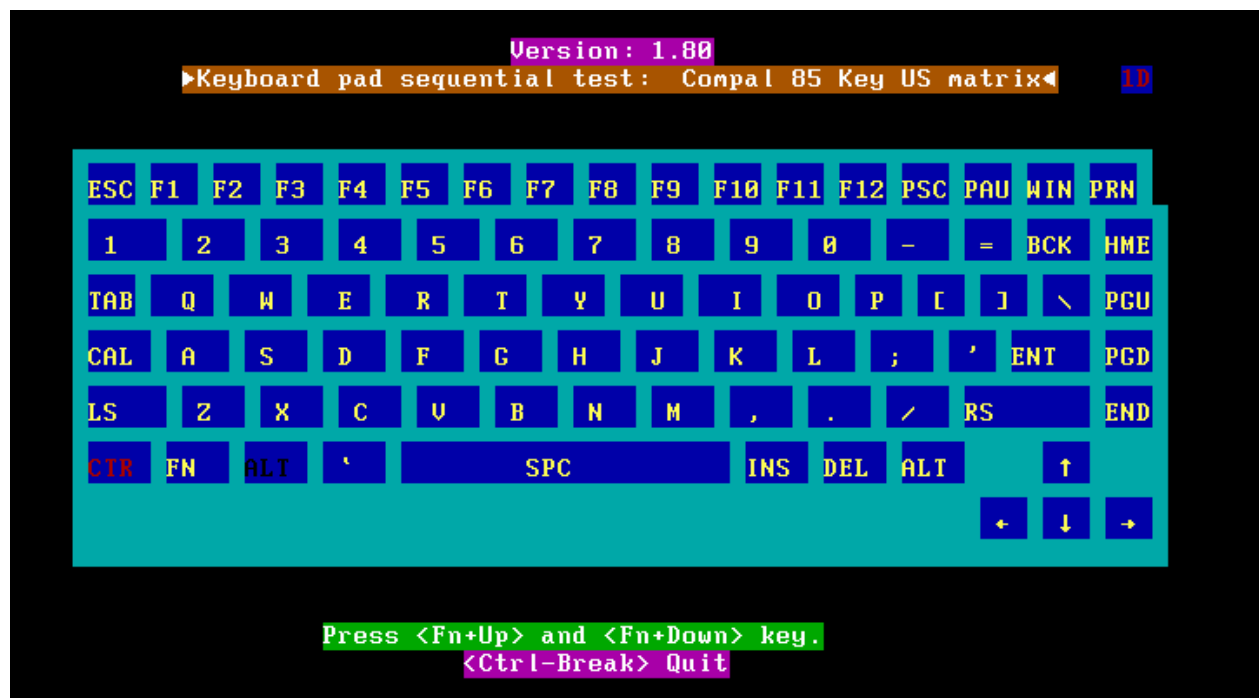 Version: 1.80
►Keyboard pad sequential test: Compal 85 Key US matrix◄ 1D
ESC F1 F2 F3 F4 F5 F6 F7 F8 F9 F10 F11 F12 PSC PAU WIN PRN
1 2 3 4 5 6 7 8 9 0 - = BCK HME
TAB Q W E R T Y U I O P [ ] \ PGU
CAL A S D F G H J K L ; ' ENT PGD
LS Z X C V B N M , . / RS END
CTR FN ALT ` SPC INS DEL ALT ↑
← ↓ →
Press <Fn+Up> and <Fn+Down> key.
<Ctrl-Break> Quit